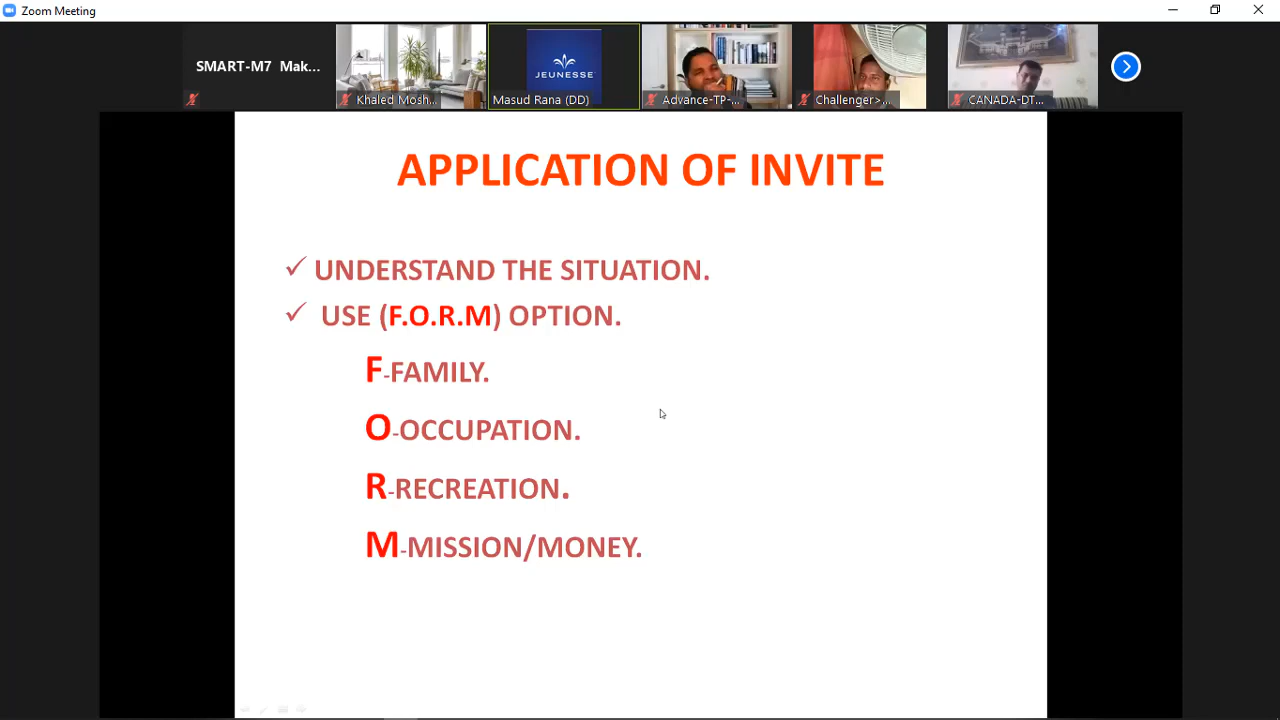 Zoom Meeting
SMART-M7 Mak...
Khaled Mosh...
JEUNESSE
Masud Rana (DD)
Advance-TP-...
Challenger>...
CANADA-DT...
APPLICATION OF INVITE
✓ UNDERSTAND THE SITUATION.
✓ USE (F.O.R.M) OPTION.
F-FAMILY.
O-OCCUPATION.
R-RECREATION.
M-MISSION/MONEY.